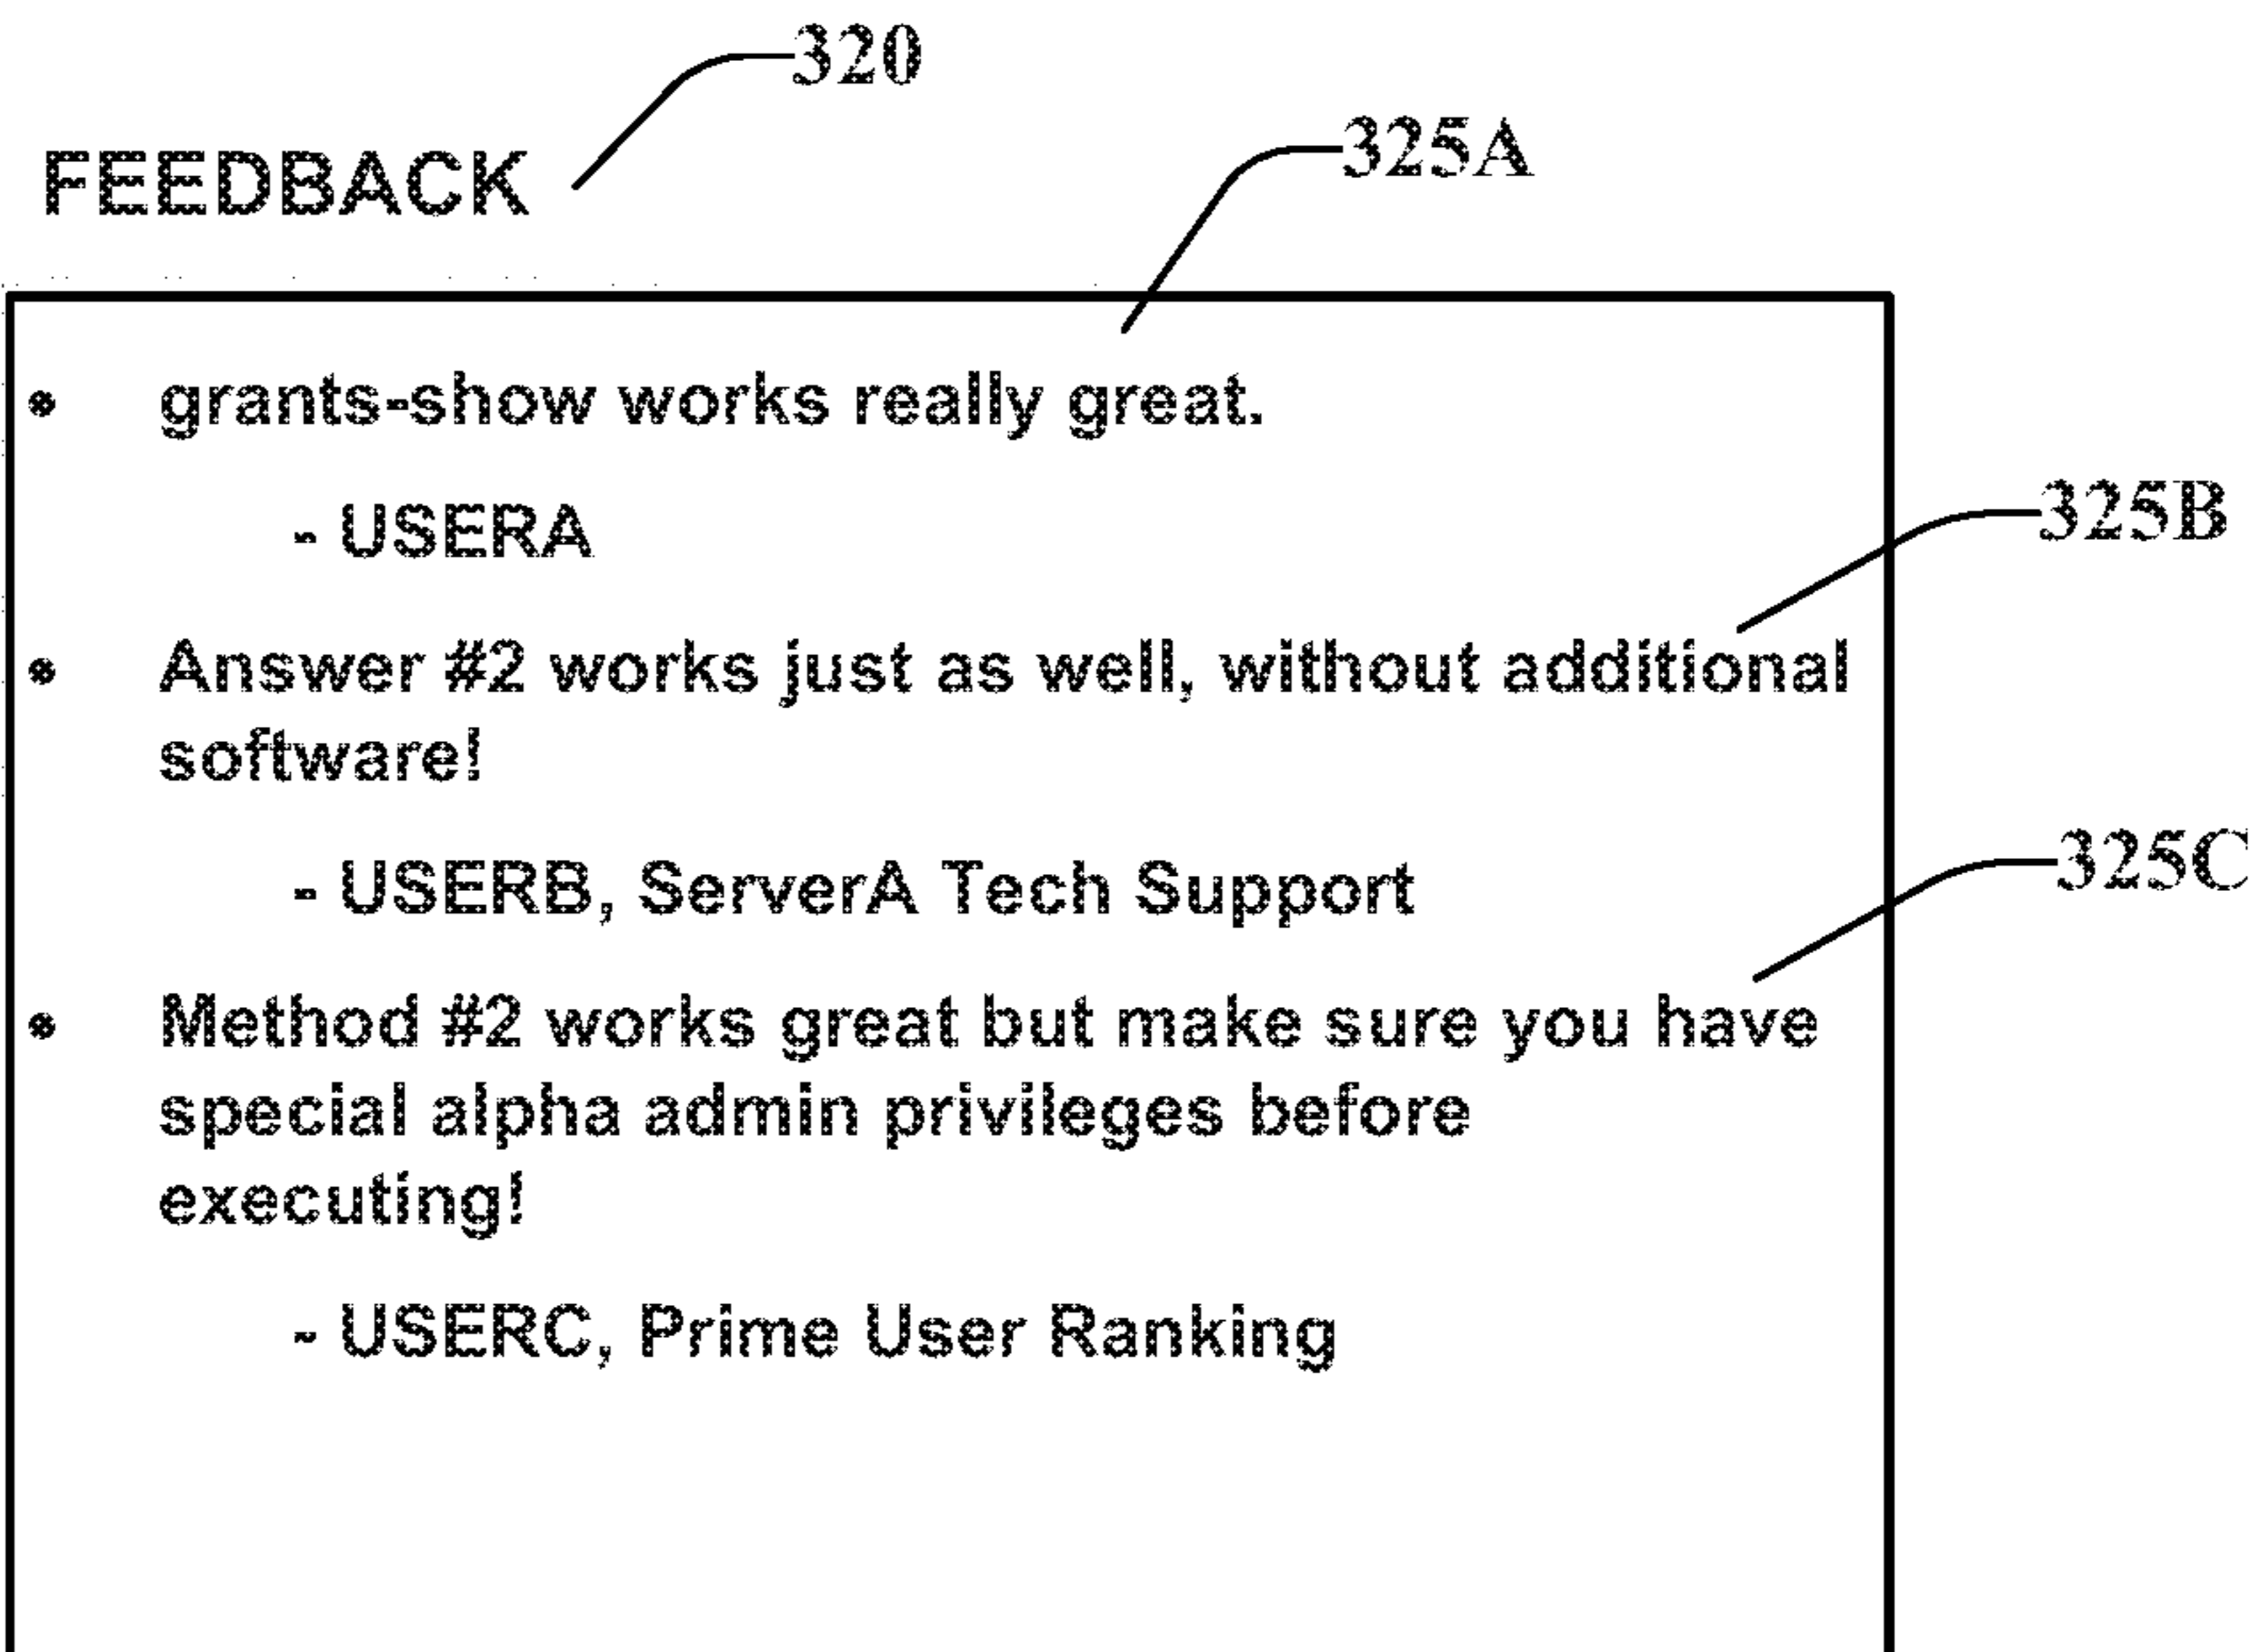 320
FEEDBACK
325A
• grants-show works really great.
- USERA
325B
• Answer #2 works just as well, without additional
software!
- USERB, ServerA Tech Support
325C
• Method #2 works great but make sure you have
special alpha admin privileges before
executing!
- USERC, Prime User Ranking